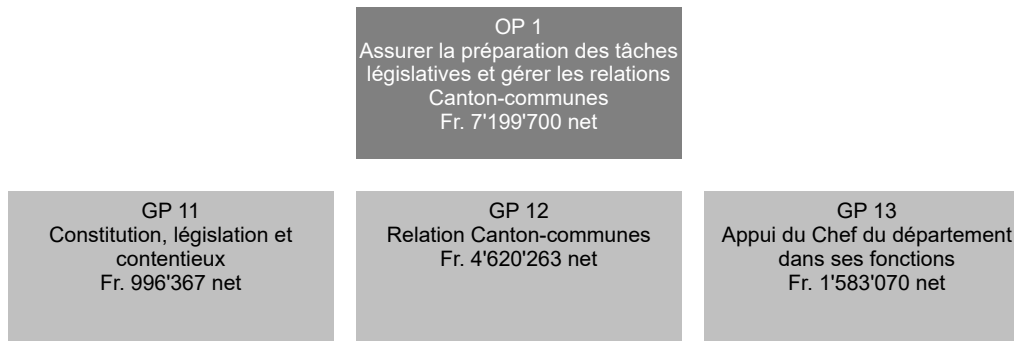 OP 1
Assurer la préparation des tâches
législatives et gérer les relations
Canton-communes
Fr. 7'199'700 net
GP 11
Constitution, législation et
contentieux
Fr. 996'367 net
GP 12
Relation Canton-communes
Fr. 4'620'263 net
GP 13
Appui du Chef du département
dans ses fonctions
Fr. 1'583'070 net